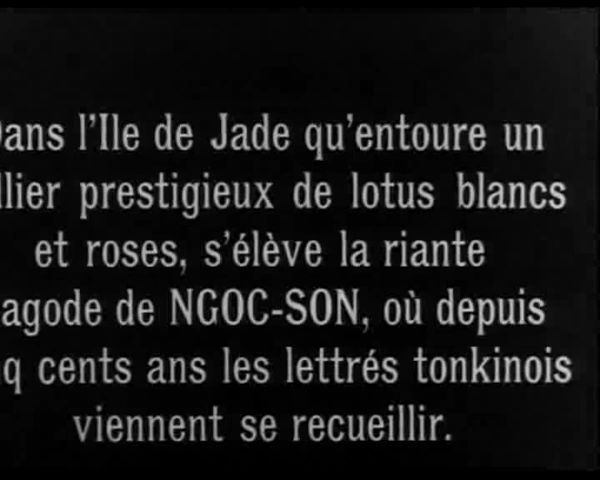 Dans l'Ile de Jade qu'entoure un
llier prestigieux de lotus blancs
et roses, s'élève la riante
agode de NGOC-SON, où depuis
q cents ans les lettrés tonkinois
viennent se recueillir.